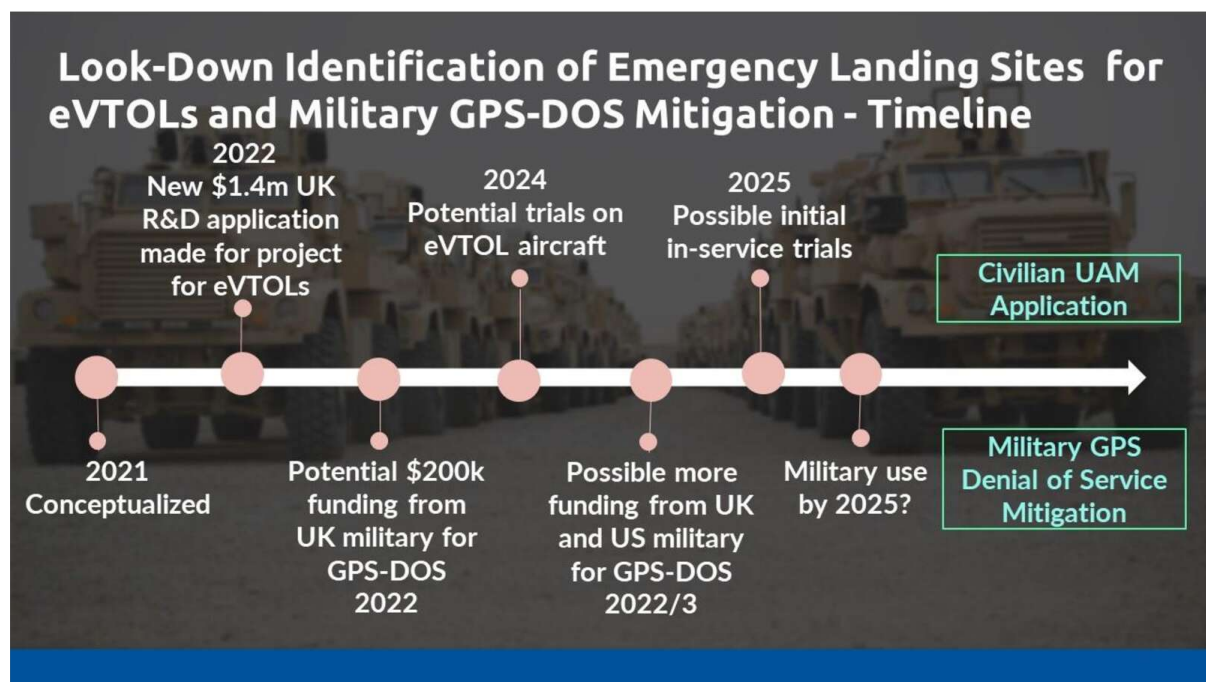 Look-Down Identification of Emergency Landing Sites for
eVTOLs and Military GPS-DOS Mitigation - Timeline
2022
New $1.4m UK
R&D application
made for project
for eVTOLs
2024
Potential trials on
eVTOL aircraft
2025
Possible initial
in-service trials
Civilian UAM
Application
2021
Conceptualized
Potential $200k
funding from
UK military for
GPS-DOS
2022
Possible more
funding from UK
and US military
for GPS-DOS
2022/3
Military use
by 2025?
Military GPS
Denial of Service
Mitigation